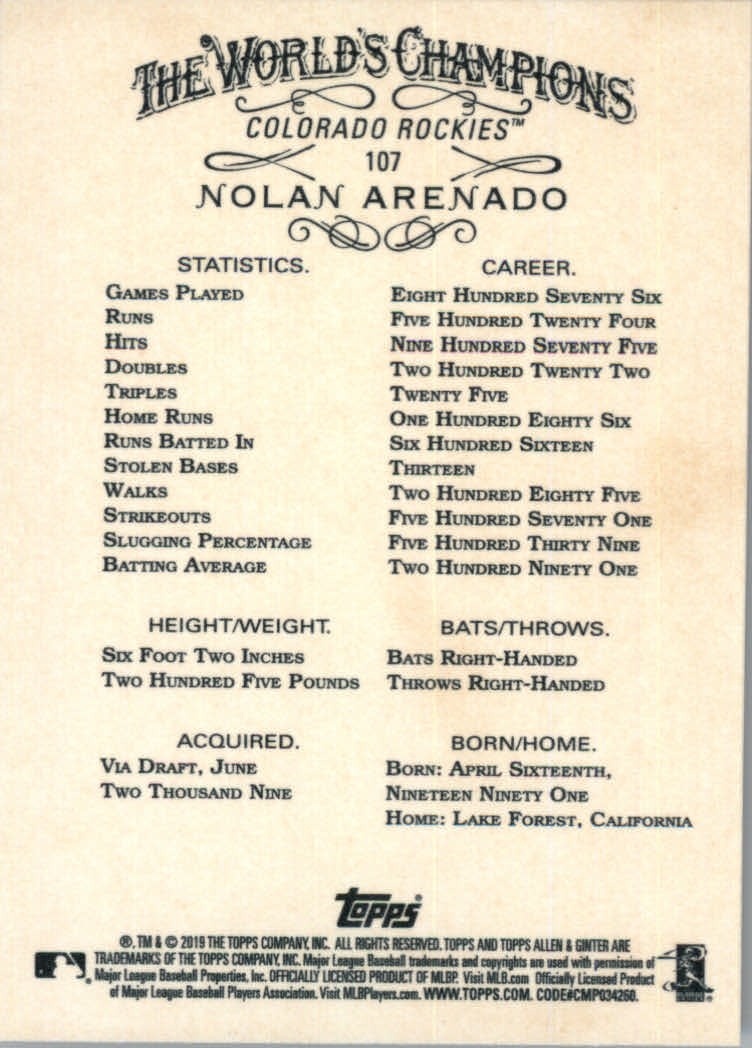 THE WORLD'S CHAMPIONS
COLORADO ROCKIES™
107
NOLAN ARENADO
STATISTICS. CAREER.
GAMES PLAYED EIGHT HUNDRED SEVENTY SIX
RUNS FIVE HUNDRED TWENTY FOUR
HITS NINE HUNDRED SEVENTY FIVE
DOUBLES TWO HUNDRED TWENTY TWO
TRIPLES TWENTY FIVE
HOME RUNS ONE HUNDRED EIGHTY SIX
RUNS BATTED IN SIX HUNDRED SIXTEEN
STOLEN BASES THIRTEEN
WALKS TWO HUNDRED EIGHTY FIVE
STRIKEOUTS FIVE HUNDRED SEVENTY ONE
SLUGGING PERCENTAGE FIVE HUNDRED THIRTY NINE
BATTING AVERAGE TWO HUNDRED NINETY ONE
HEIGHT/WEIGHT. BATS/THROWS.
SIX FOOT TWO INCHES BATS RIGHT-HANDED
TWO HUNDRED FIVE POUNDS THROWS RIGHT-HANDED
ACQUIRED. BORN/HOME.
VIA DRAFT, JUNE BORN: APRIL SIXTEENTH,
TWO THOUSAND NINE NINETEEN NINETY ONE
HOME: LAKE FOREST, CALIFORNIA
topps®
®, TM & © 2019 THE TOPPS COMPANY, INC. ALL RIGHTS RESERVED. TOPPS AND TOPPS ALLEN & GINTER ARE
TRADEMARKS OF THE TOPPS COMPANY, INC. Major League Baseball trademarks and copyrights are used with permission of
Major League Baseball Properties, Inc. OFFICIALLY LICENSED PRODUCT OF MLBP. Visit MLB.com Officially Licensed Product
of Major League Baseball Players Association. Visit MLBPlayers.com. WWW.TOPPS.COM. CODE#CMP034260.